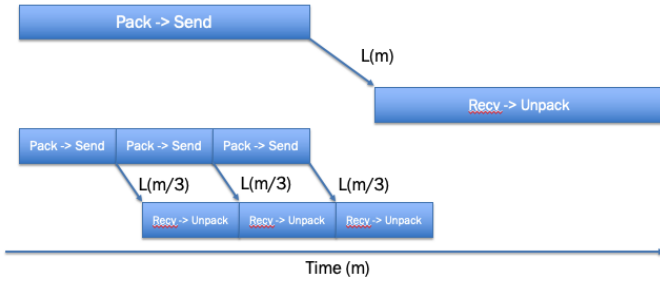 Pack -> Send
L(m)
Recv -> Unpack
Pack -> Send Pack -> Send Pack -> Send
L(m/3) L(m/3) L(m/3)
Recv -> Unpack Recv -> Unpack Recv -> Unpack
Time (m)